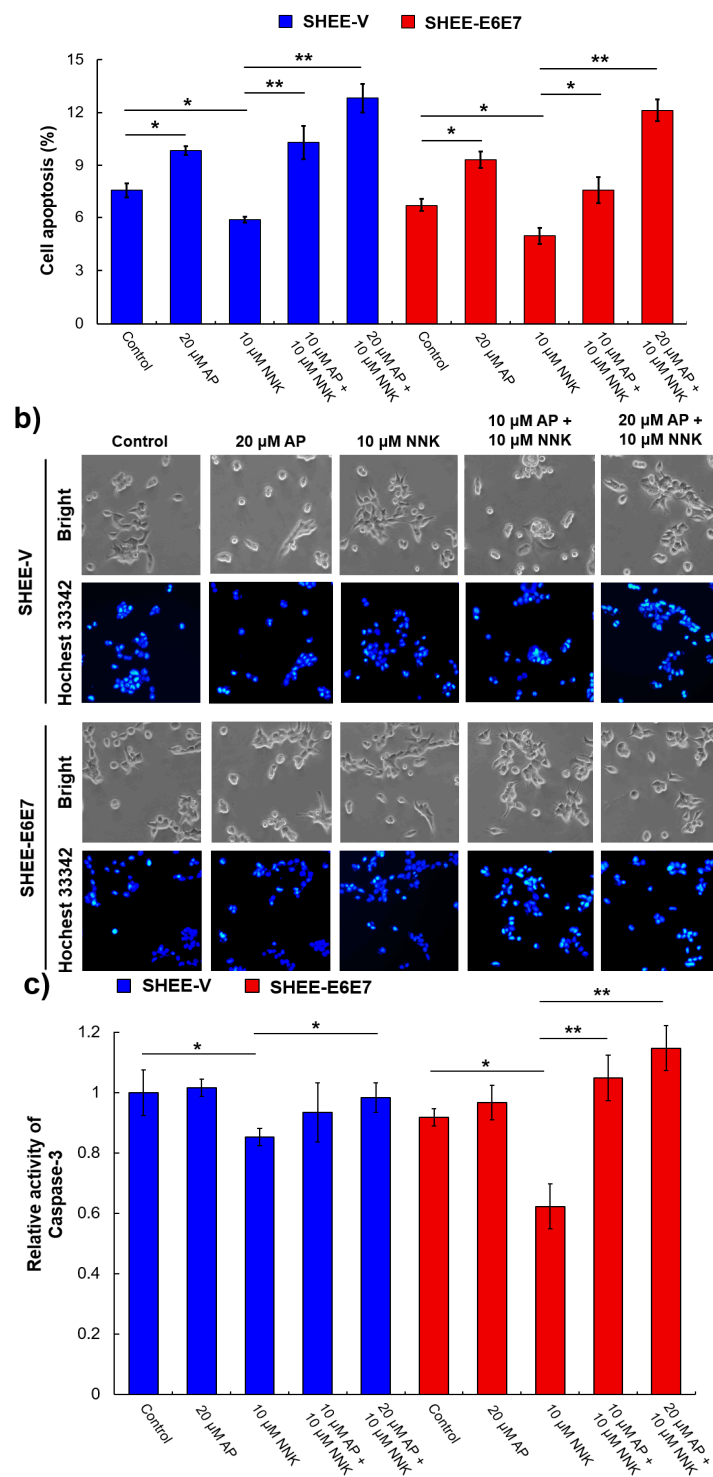 SHEE-V SHEE-E6E7
Cell apoptosis (%)
15
12
9
6
3
0
* * ** ** * * * **
Control
20 µM AP
10 µM NNK
10 µM AP +
10 µM NNK
20 µM AP +
10 µM NNK
Control
20 µM AP
10 µM NNK
10 µM AP +
10 µM NNK
20 µM AP +
10 µM NNK
b)
Control
20 µM AP
10 µM NNK
10 µM AP +
10 µM NNK
20 µM AP +
10 µM NNK
SHEE-V
Bright
Hochest 33342
SHEE-E6E7
Bright
Hochest 33342
c)
SHEE-V SHEE-E6E7
Relative activity of
Caspase-3
1.2
1
0.8
0.6
0.4
0.2
0
* * * ** **
Control
20 µM AP
10 µM NNK
10 µM AP +
10 µM NNK
20 µM AP +
10 µM NNK
Control
20 µM AP
10 µM NNK
10 µM AP +
10 µM NNK
20 µM AP +
10 µM NNK